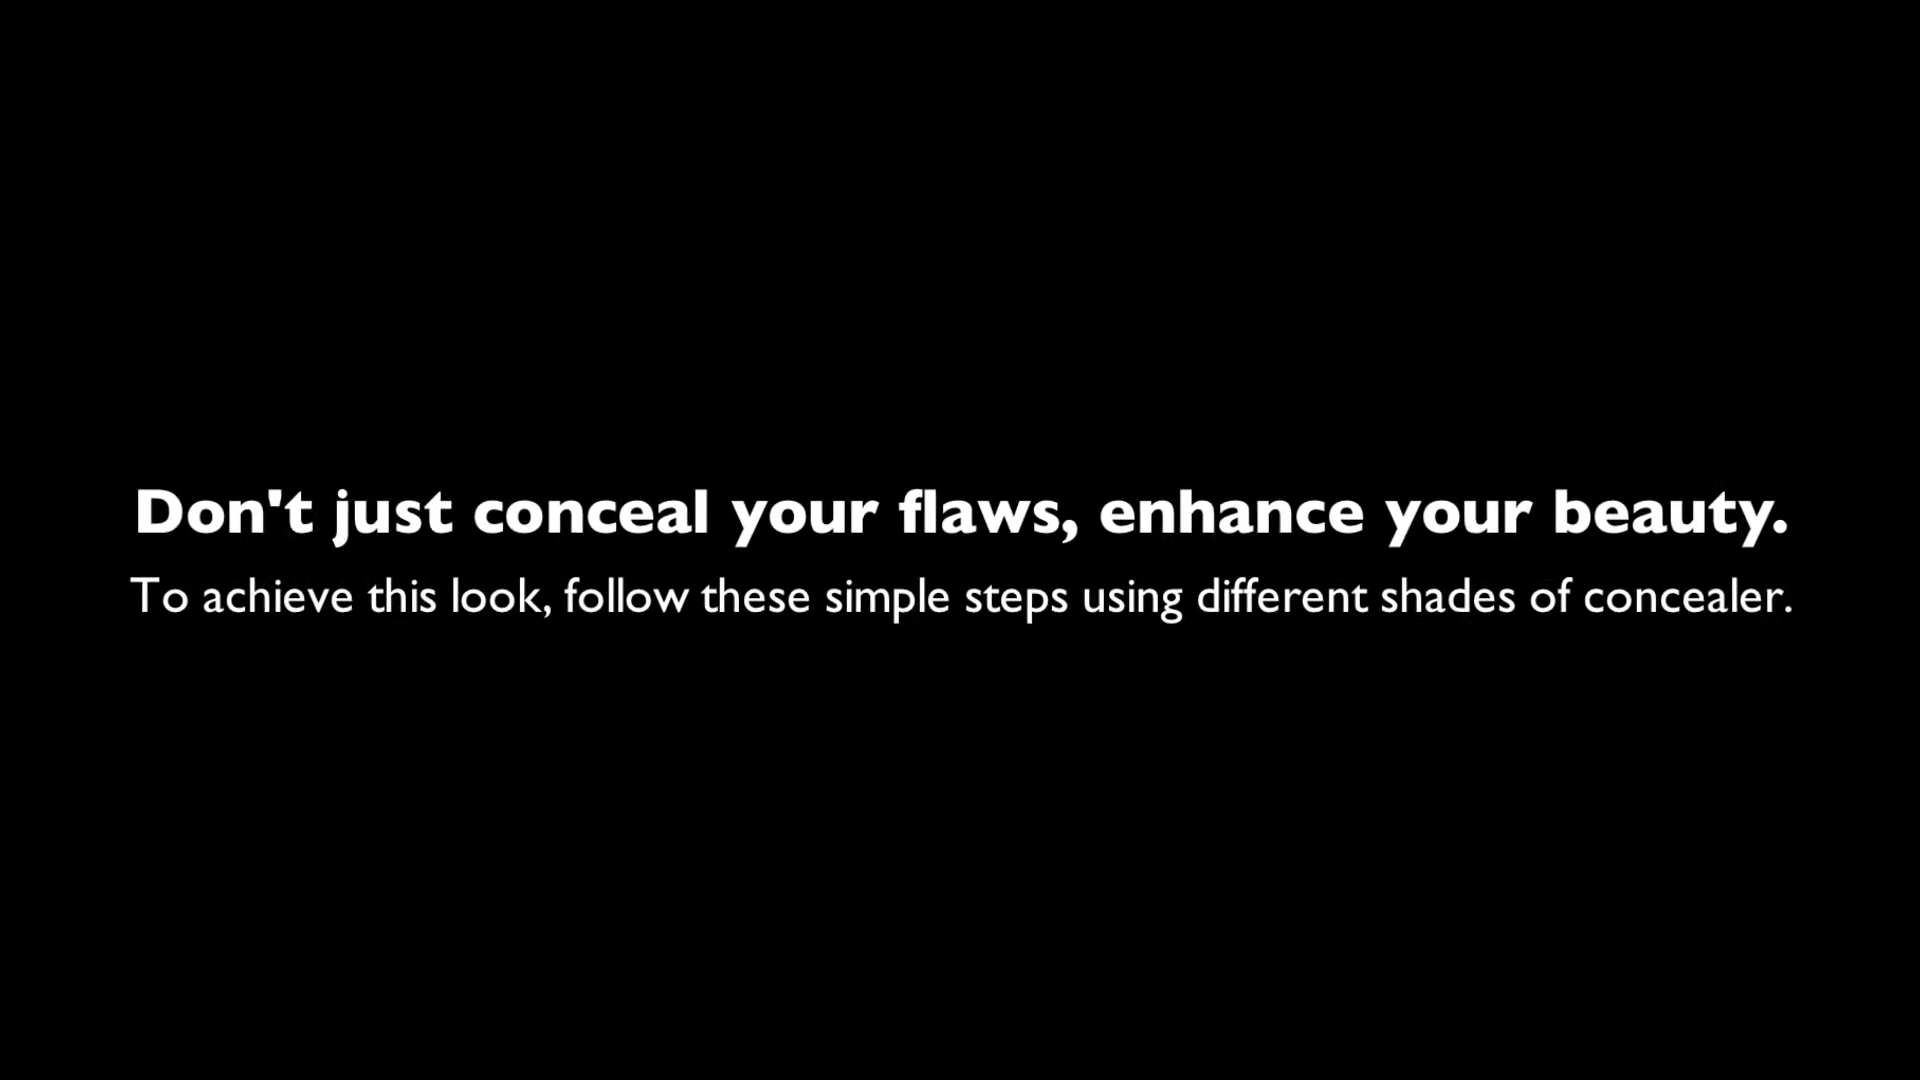 Don't just conceal your flaws, enhance your beauty.
To achieve this look, follow these simple steps using different shades of concealer.